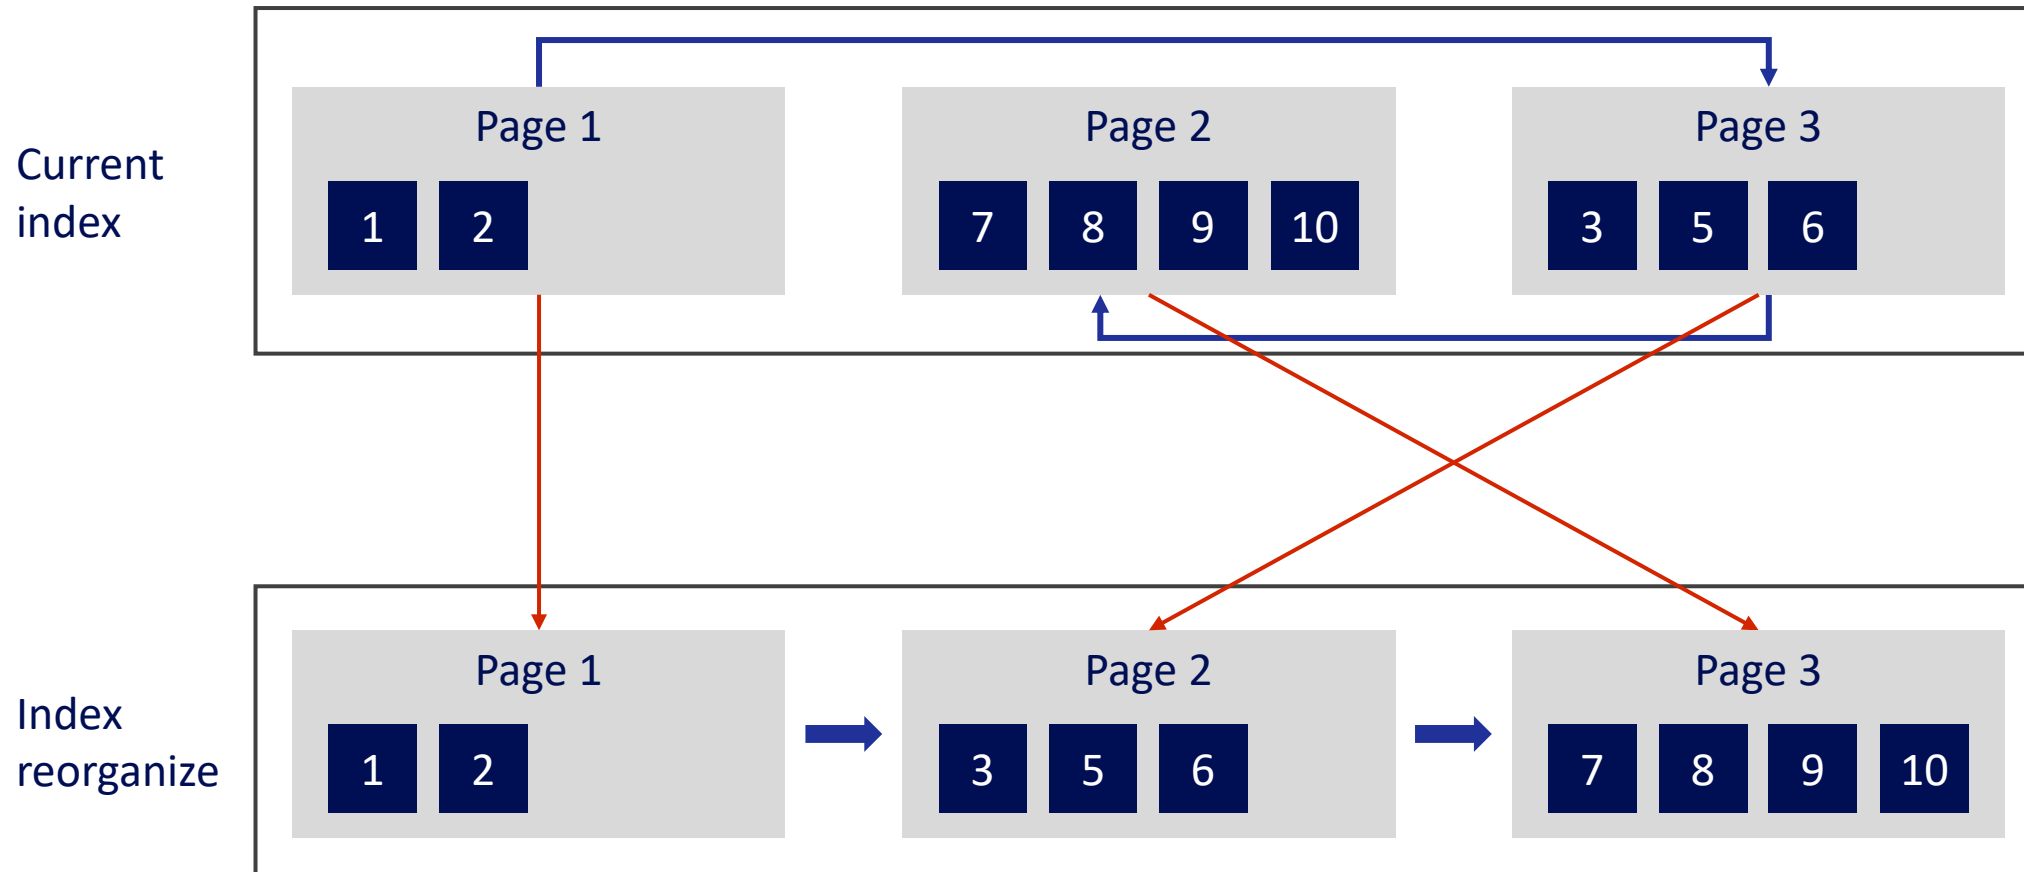 Current
index
Page 1
1 2
Page 2
7 8 9 10
Page 3
3 5 6
Index
reorganize
Page 1
1 2
Page 2
3 5 6
Page 3
7 8 9 10